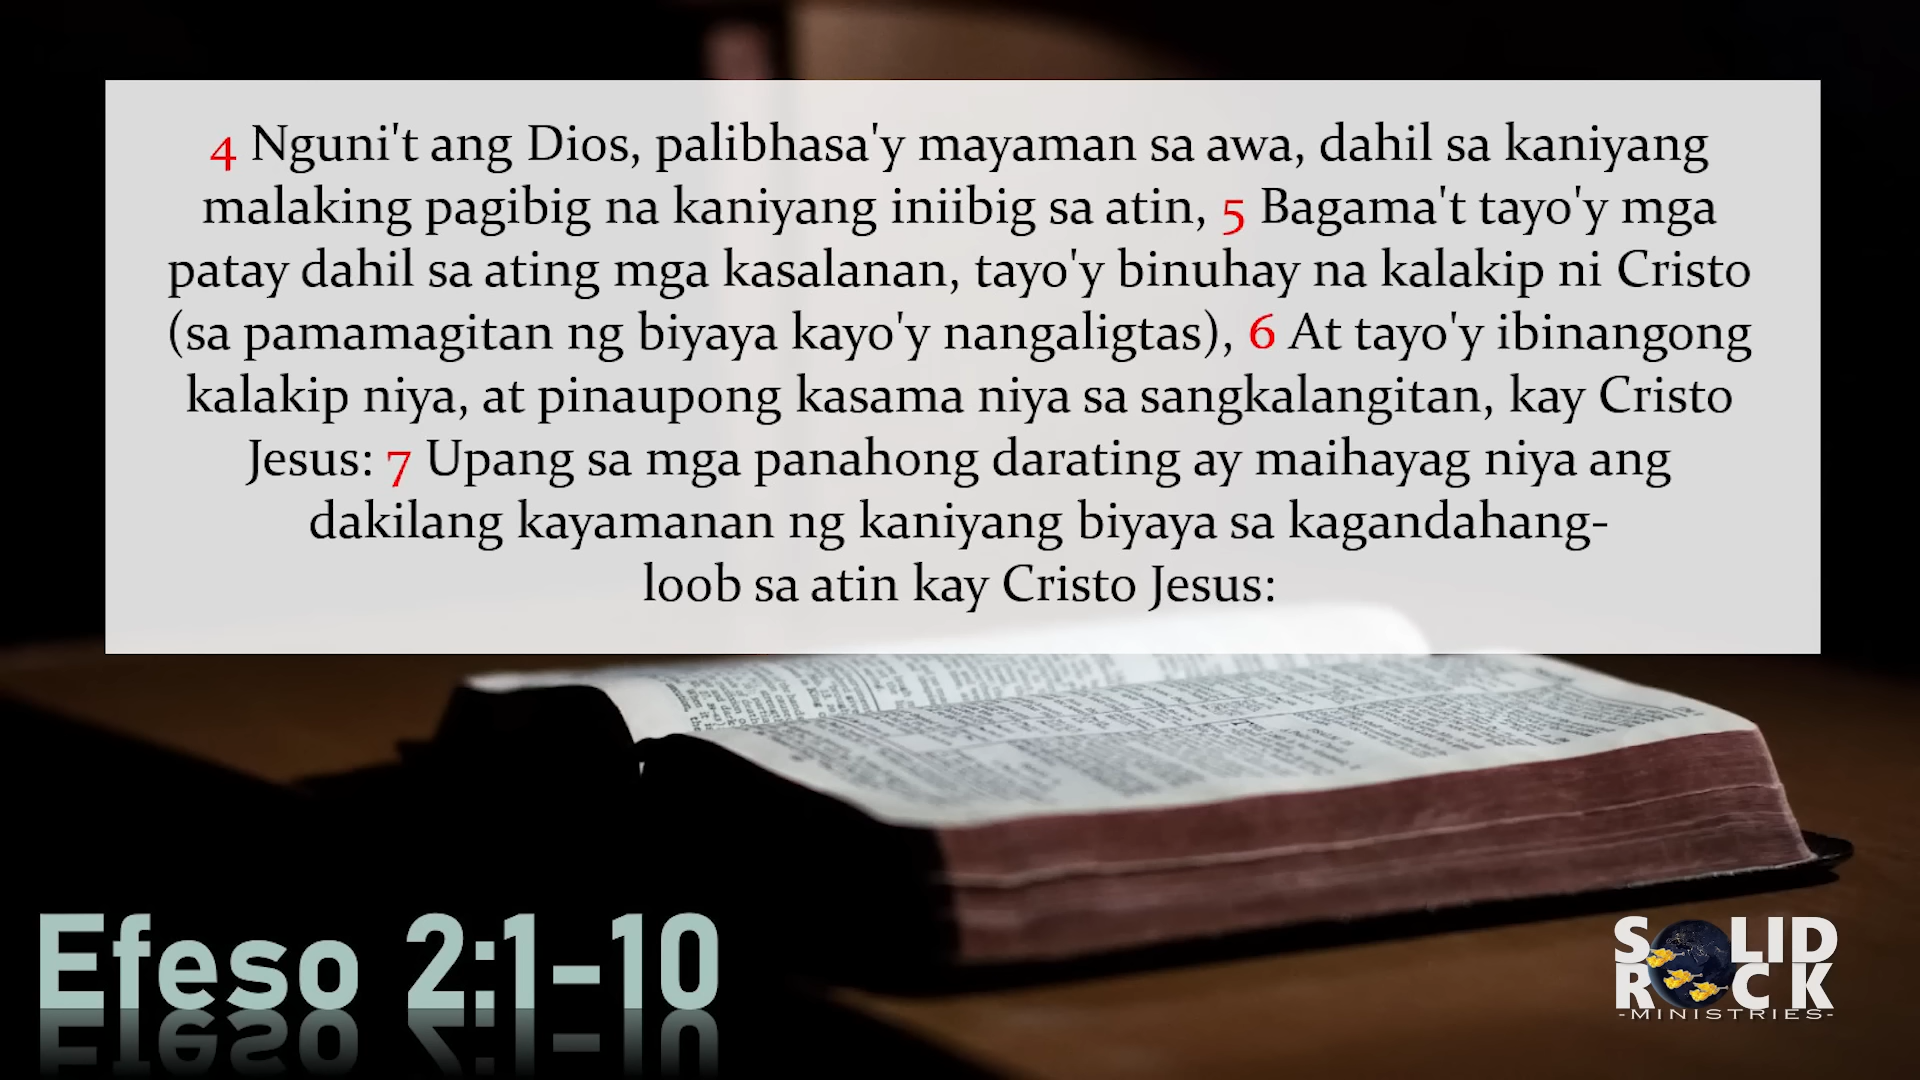 4 Nguni't ang Dios, palibhasa'y mayaman sa awa, dahil sa kaniyang
malaking pagibig na kaniyang iniibig sa atin, 5 Bagama't tayo'y mga
patay dahil sa ating mga kasalanan, tayo'y binuhay na kalakip ni Cristo
(sa pamamagitan ng biyaya kayo'y nangaligtas), 6 At tayo'y ibinangong
kalakip niya, at pinaupong kasama niya sa sangkalangitan, kay Cristo
Jesus: 7 Upang sa mga panahong darating ay maihayag niya ang
dakilang kayamanan ng kaniyang biyaya sa kagandahang-
loob sa atin kay Cristo Jesus:
Efeso 2:1-10
SOLID
ROCK
-MINISTRIES-